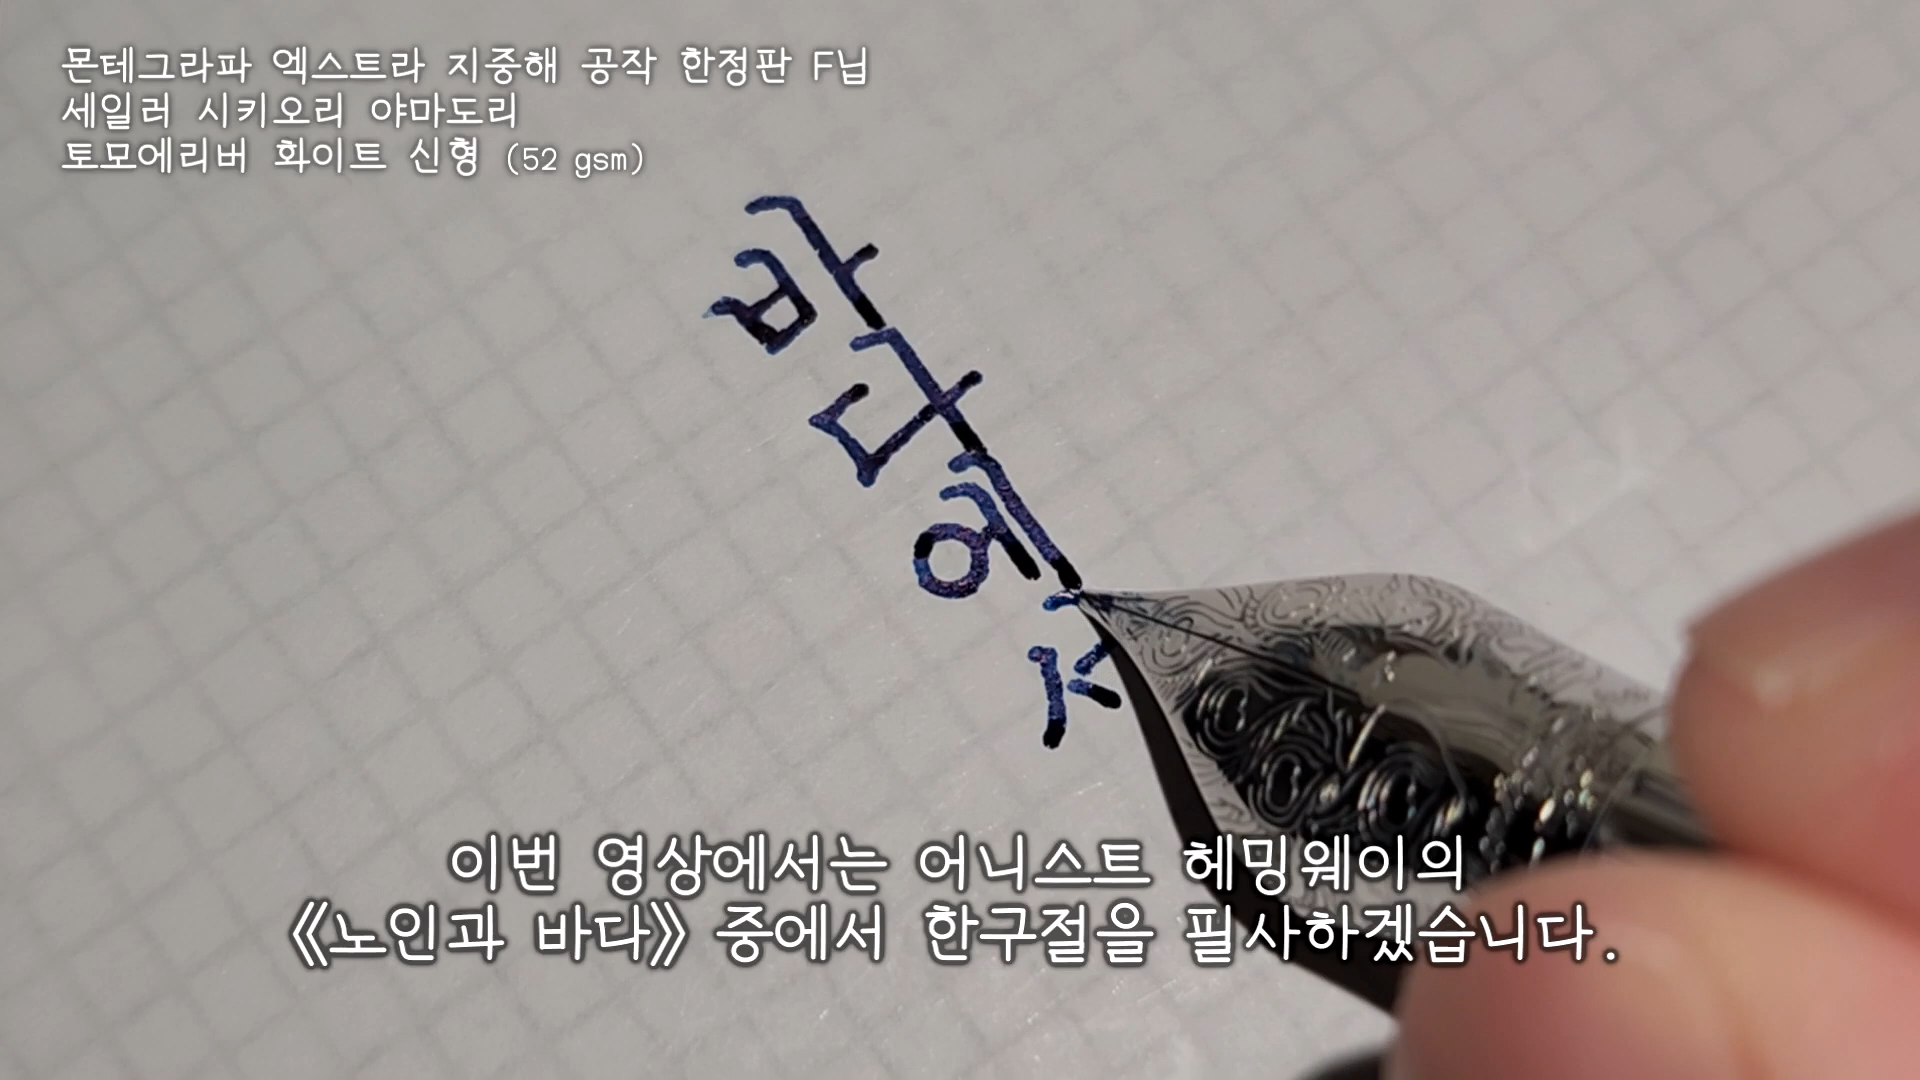 몬테그라파 엑스트라 지중해 공작 한정판 F닙
세일러 시키오리 야마도리
토모에리버 화이트 신형 (52 gsm)
바다에서
이번 영상에서는 어니스트 헤밍웨이의
《노인과 바다》 중에서 한구절을 필사하겠습니다.